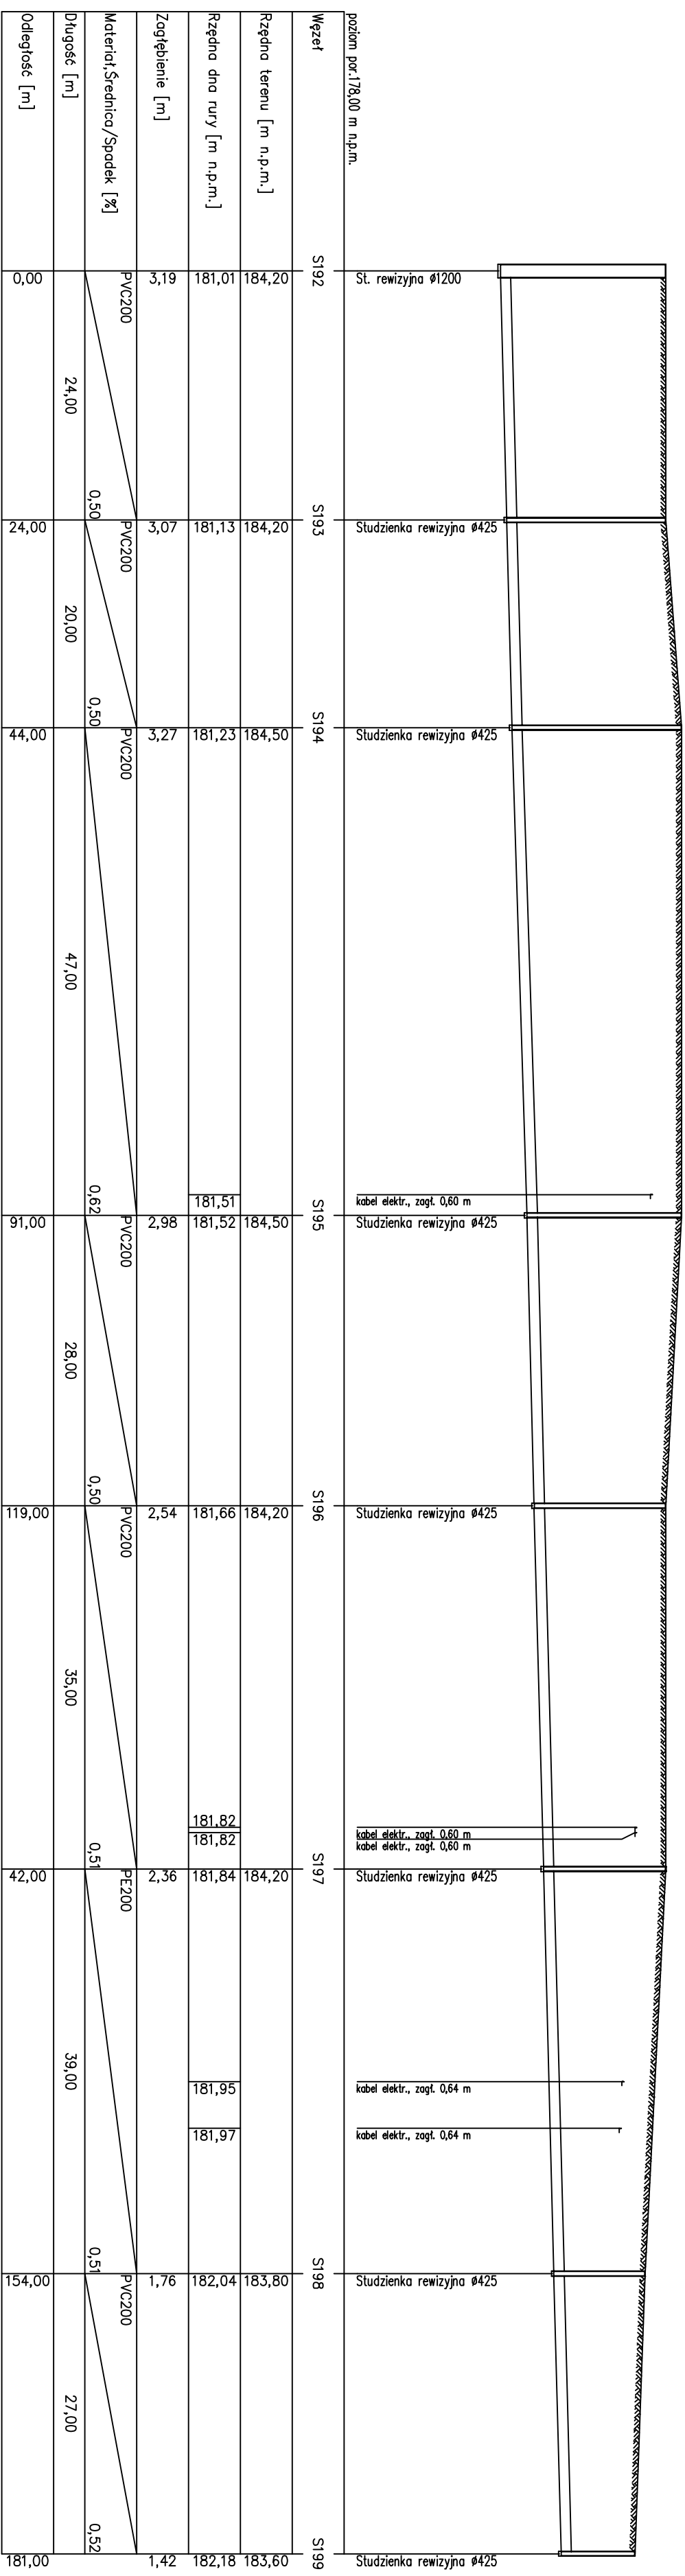 poziom por.178,00 m n.p.m.
St. rewizyjna Ø1200
Studzienka rewizyjna Ø425
Studzienka rewizyjna Ø425
kabel elektr., zagł. 0,60 m
Studzienka rewizyjna Ø425
Studzienka rewizyjna Ø425
kabel elektr., zagł. 0,60 m
kabel elektr., zagł. 0,60 m
Studzienka rewizyjna Ø425
kabel elektr., zagł. 0,64 m
kabel elektr., zagł. 0,64 m
Studzienka rewizyjna Ø425
Studzienka rewizyjna Ø425
Węzeł S192 S193 S194 S195 S196 S197 S198 S199
Rzędna terenu [m n.p.m.] 184,20 184,20 184,50 184,50 184,20 184,20 183,80 183,60
Rzędna dna rury [m n.p.m.] 181,01 181,13 181,23 181,51 181,52 181,66 181,82 181,82 181,84 181,95 181,97 182,04 182,18
Zagłębienie [m] 3,19 3,07 3,27 2,98 2,54 2,36 1,76 1,42
Materiał,Średnica/Spadek [%] PVC200 0,50 PVC200 0,50 PVC200 0,62 PVC200 0,50 PVC200 0,51 PE200 0,51 PVC200 0,52
Długość [m] 24,00 20,00 47,00 28,00 35,00 39,00 27,00
Odległość [m] 0,00 24,00 44,00 91,00 119,00 42,00 154,00 181,00